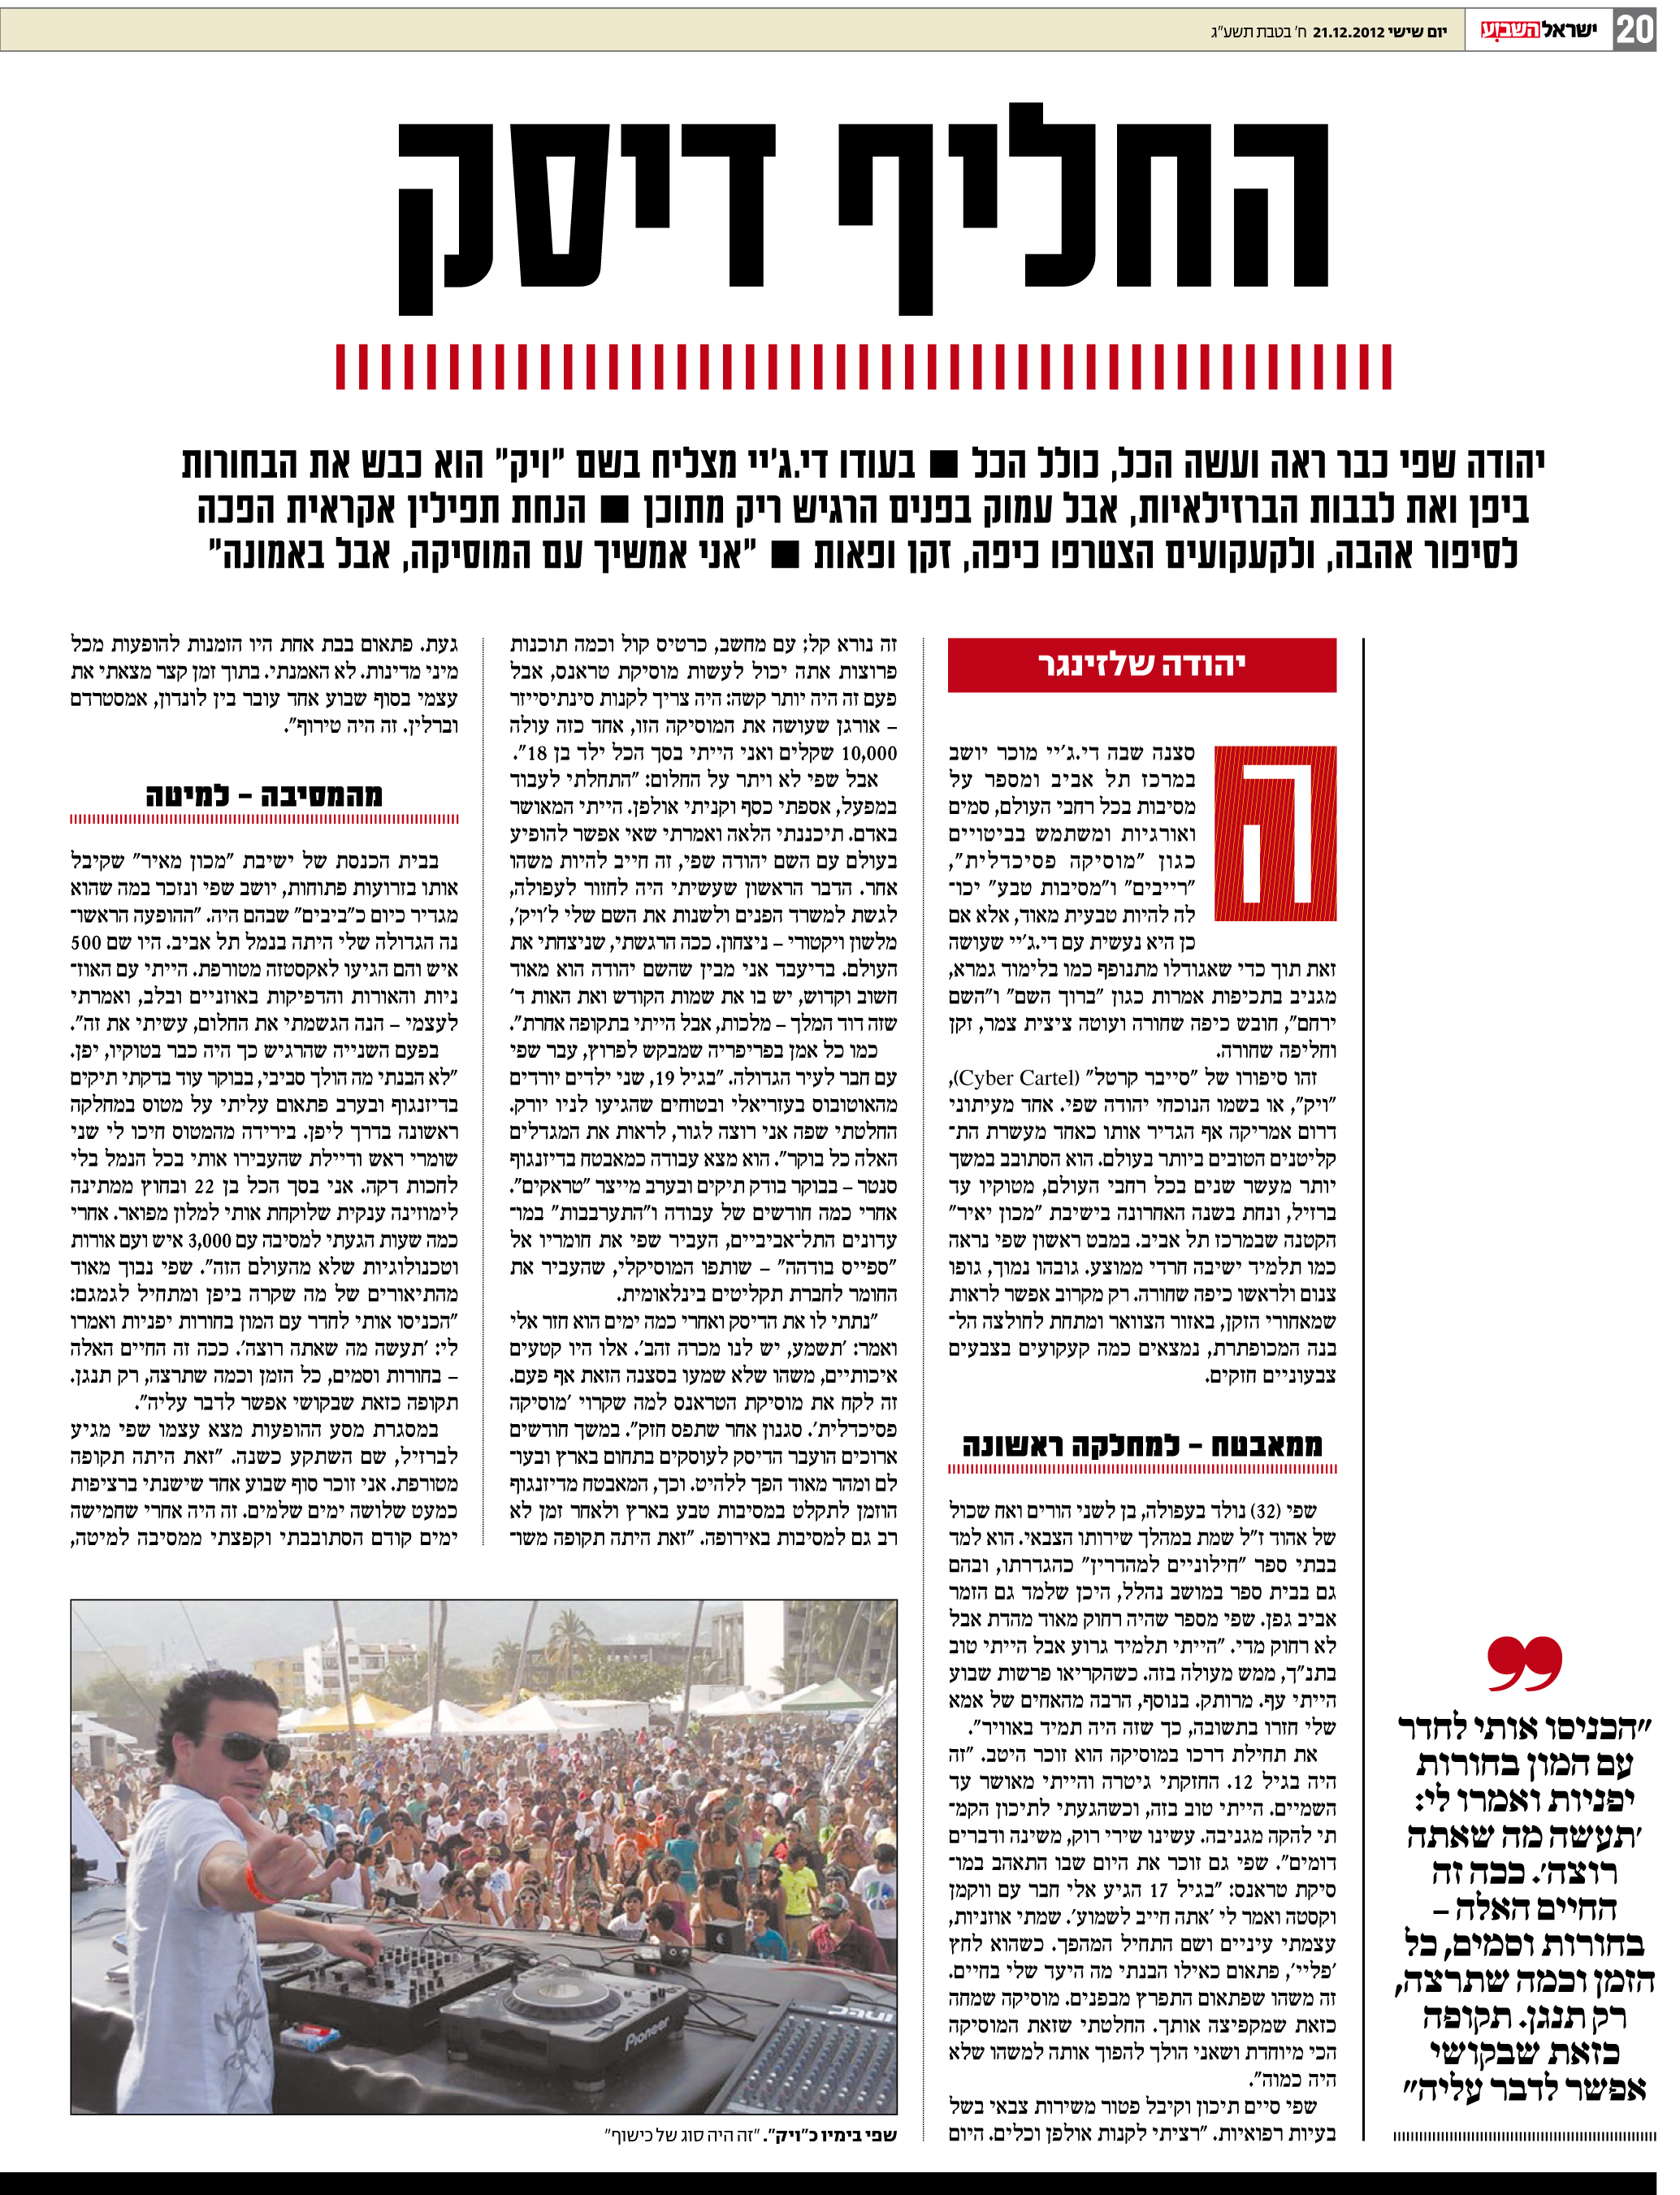 20
ישראל השבוע
יום שישי 21.12.2012 ח' בטבת תשע"ג
החליף דיסק
יהודה שפי כבר ראה ועשה הכל, כולל הכל ■ בעודו די.ג'יי מצליח בשם "ויק" הוא כבש את הבחורות
ביפן ואת לבבות הברזילאיות, אבל עמוק בפנים הרגיש ריק מתוכן ■ הנחת תפילין אקראית הפכה
לסיפור אהבה, ולקעקועים הצטרפו כיפה, זקן ופאות ■ "אני אמשיך עם המוסיקה, אבל באמונה"
יהודה שלזינגר
ה
סצנה שבה די.ג'יי מוכר יושב
במרכז תל אביב ומספר על
מסיבות בכל רחבי העולם, סמים
ואורגיות ומשתמש בביטויים
כגון "מוסיקה פסיכדלית",
"רייבים" ו"מסיבות טבע" יכו־
לה להיות טבעית מאוד, אלא אם
כן היא נעשית עם די.ג'יי שעושה
זאת תוך כדי שאגודלו מתנופף כמו בלימוד גמרא,
מגניב בתכיפות אמרות כגון "ברוך השם" ו"השם
ירחם", חובש כיפה שחורה ועוטה ציצית צמר, זקן
וחליפה שחורה.
זהו סיפורו של "סייבר קרטל" (Cyber Cartel),
"ויק", או בשמו הנוכחי יהודה שפי. אחד מעיתוני
דרום אמריקה אף הגדיר אותו כאחד מעשרת הת־
קליטנים הטובים ביותר בעולם. הוא הסתובב במשך
יותר מעשר שנים בכל רחבי העולם, מטוקיו עד
ברזיל, ונחת בשנה האחרונה בישיבת "מכון יאיר"
הקטנה שבמרכז תל אביב. במבט ראשון שפי נראה
כמו תלמיד ישיבה חרדי ממוצע. גובהו נמוך, גופו
צנום ולראשו כיפה שחורה. רק מקרוב אפשר לראות
שמאחורי הזקן, באזור הצוואר ומתחת לחולצה הל־
בנה המכופתרת, נמצאים כמה קעקועים בצבעים
צבעוניים חזקים.
ממאבטח – למחלקה ראשונה
שפי (32) נולד בעפולה, בן לשני הורים ואח שכול
של אהוד ז"ל שמת במהלך שירותו הצבאי. הוא למד
בבתי ספר "חילוניים למהדרין" כהגדרתו, ובהם
גם בבית ספר במושב נהלל, היכן שלמד גם הזמר
אביב גפן. שפי מספר שהיה רחוק מאוד מהדת אבל
לא רחוק מדי. "הייתי תלמיד גרוע אבל הייתי טוב
בתנ"ך, ממש מעולה בזה. כשהקריאו פרשות שבוע
הייתי עף. מרותק. בנוסף, הרבה מהאחים של אמא
שלי חזרו בתשובה, כך שזה היה תמיד באוויר".
את תחילת דרכו במוסיקה הוא זוכר היטב. "זה
היה בגיל 12. החזקתי גיטרה והייתי מאושר עד
השמיים. הייתי טוב בזה, וכשהגעתי לתיכון הקמ־
תי להקה מגניבה. עשינו שירי רוק, משינה ודברים
דומים". שפי גם זוכר את היום שבו התאהב במו־
סיקת טראנס: "בגיל 17 הגיע אלי חבר עם ווקמן
וקסטה ואמר לי 'אתה חייב לשמוע'. שמתי אוזניות,
עצמתי עיניים ושם התחיל המהפך. כשהוא לחץ
'פליי', פתאום כאילו הבנתי מה היעד שלי בחיים.
זה משהו שפתאום התפרץ מבפנים. מוסיקה שמחה
כזאת שמקפיצה אותך. החלטתי שזאת המוסיקה
הכי מיוחדת ושאני הולך להפוך אותה למשהו שלא
היה כמוה".
שפי סיים תיכון וקיבל פטור משירות צבאי בשל
בעיות רפואיות. "רציתי לקנות אולפן וכלים. היום
זה נורא קל; עם מחשב, כרטיס קול וכמה תוכנות
פרוצות אתה יכול לעשות מוסיקת טראנס, אבל
פעם זה היה יותר קשה: היה צריך לקנות סינתיסייזר
– אורגן שעושה את המוסיקה הזו, אחד כזה עולה
10,000 שקלים ואני הייתי בסך הכל ילד בן 18".
אבל שפי לא ויתר על החלום: "התחלתי לעבוד
במפעל, אספתי כסף וקניתי אולפן. הייתי המאושר
באדם. תיכננתי הלאה ואמרתי שאי אפשר להופיע
בעולם עם השם יהודה שפי, זה חייב להיות משהו
אחר. הדבר הראשון שעשיתי היה לחזור לעפולה,
לגשת למשרד הפנים ולשנות את השם שלי ל'ויק',
מלשון ויקטורי – ניצחון. ככה הרגשתי, שניצחתי את
העולם. בדיעבד אני מבין שהשם יהודה הוא מאוד
חשוב וקדוש, יש בו את שמות הקודש ואת האות ד'
שזה דוד המלך – מלכות, אבל הייתי בתקופה אחרת".
כמו כל אמן בפריפריה שמבקש לפרוץ, עבר שפי
עם חבר לעיר הגדולה. "בגיל 19, שני ילדים יורדים
מהאוטובוס בעזריאלי ובטוחים שהגיעו לניו יורק.
החלטתי שפה אני רוצה לגור, לראות את המגדלים
האלה כל בוקר". הוא מצא עבודה כמאבטח בדיזנגוף
סנטר – בבוקר בודק תיקים ובערב מייצר "טראקים".
אחרי כמה חודשים של עבודה ו"התערבבות" במו־
עדונים התל־אביביים, העביר שפי את חומריו אל
"ספייס בודהה" – שותפו המוסיקלי, שהעביר את
החומר לחברת תקליטים בינלאומית.
"נתתי לו את הדיסק ואחרי כמה ימים הוא חזר אלי
ואמר: 'תשמע, יש לנו מכרה זהב'. אלו היו קטעים
איכותיים, משהו שלא שמעו בסצנה הזאת אף פעם.
זה לקח את מוסיקת הטראנס למה שקרוי 'מוסיקה
פסיכדלית'. סגנון אחר שתפס חזק". במשך חודשים
ארוכים הועבר הדיסק לעוסקים בתחום בארץ ובעו־
לם ומהר מאוד הפך ללהיט. וכך, המאבטח מדיזנגוף
הוזמן לתקלט במסיבות טבע בארץ ולאחר זמן לא
רב גם למסיבות באירופה. "זאת היתה תקופה משו־
געת. פתאום בבת אחת היו הזמנות להופעות מכל
מיני מדינות. לא האמנתי. בתוך זמן קצר מצאתי את
עצמי בסוף שבוע אחד עובר בין לונדון, אמסטרדם
וברלין. זה היה טירוף".
מהמסיבה – למיטה
בבית הכנסת של ישיבת "מכון מאיר" שקיבל
אותו בזרועות פתוחות, יושב שפי ונזכר במה שהוא
מגדיר כיום כ"ביבים" שבהם היה. "ההופעה הראשו־
נה הגדולה שלי היתה בנמל תל אביב. היו שם 500
איש והם הגיעו לאקסטזה מטורפת. הייתי עם האוז־
ניות והאורות והדפיקות באוזניים ובלב, ואמרתי
לעצמי – הנה הגשמתי את החלום, עשיתי את זה".
בפעם השנייה שהרגיש כך היה כבר בטוקיו, יפן.
"לא הבנתי מה הולך סביבי, בבוקר עוד בדקתי תיקים
בדיזנגוף ובערב פתאום עליתי על מטוס במחלקה
ראשונה בדרך ליפן. בירידה מהמטוס חיכו לי שני
שומרי ראש ודיילת שהעבירו אותי בכל הנמל בלי
לחכות דקה. אני בסך הכל בן 22 ובחוץ ממתינה
לימוזינה ענקית שלוקחת אותי למלון מפואר. אחרי
כמה שעות הגעתי למסיבה עם 3,000 איש ועם אורות
וטכנולוגיות שלא מהעולם הזה". שפי נבוך מאוד
מהתיאורים של מה שקרה ביפן ומתחיל לגמגם:
"הכניסו אותי לחדר עם המון בחורות יפניות ואמרו
לי: 'תעשה מה שאתה רוצה'. ככה זה החיים האלה
– בחורות וסמים, כל הזמן וכמה שתרצה, רק תנגן.
תקופה כזאת שבקושי אפשר לדבר עליה".
במסגרת מסע ההופעות מצא עצמו שפי מגיע
לברזיל, שם השתקע כשנה. "זאת היתה תקופה
מטורפת. אני זוכר סוף שבוע אחד שישנתי ברציפות
כמעט שלושה ימים שלמים. זה היה אחרי שחמישה
ימים קודם הסתובבתי וקפצתי ממסיבה למיטה,
"הכניסו אותי לחדר
עם המון בחורות
יפניות ואמרו לי:
'תעשה מה שאתה
רוצה'. ככה זה
החיים האלה –
בחורות וסמים, כל
הזמן וכמה שתרצה,
רק תנגן. תקופה
כזאת שבקושי
אפשר לדבר עליה"
Pioneer
שפי בימיו כ"ויק". "זה היה סוג של כישוף"